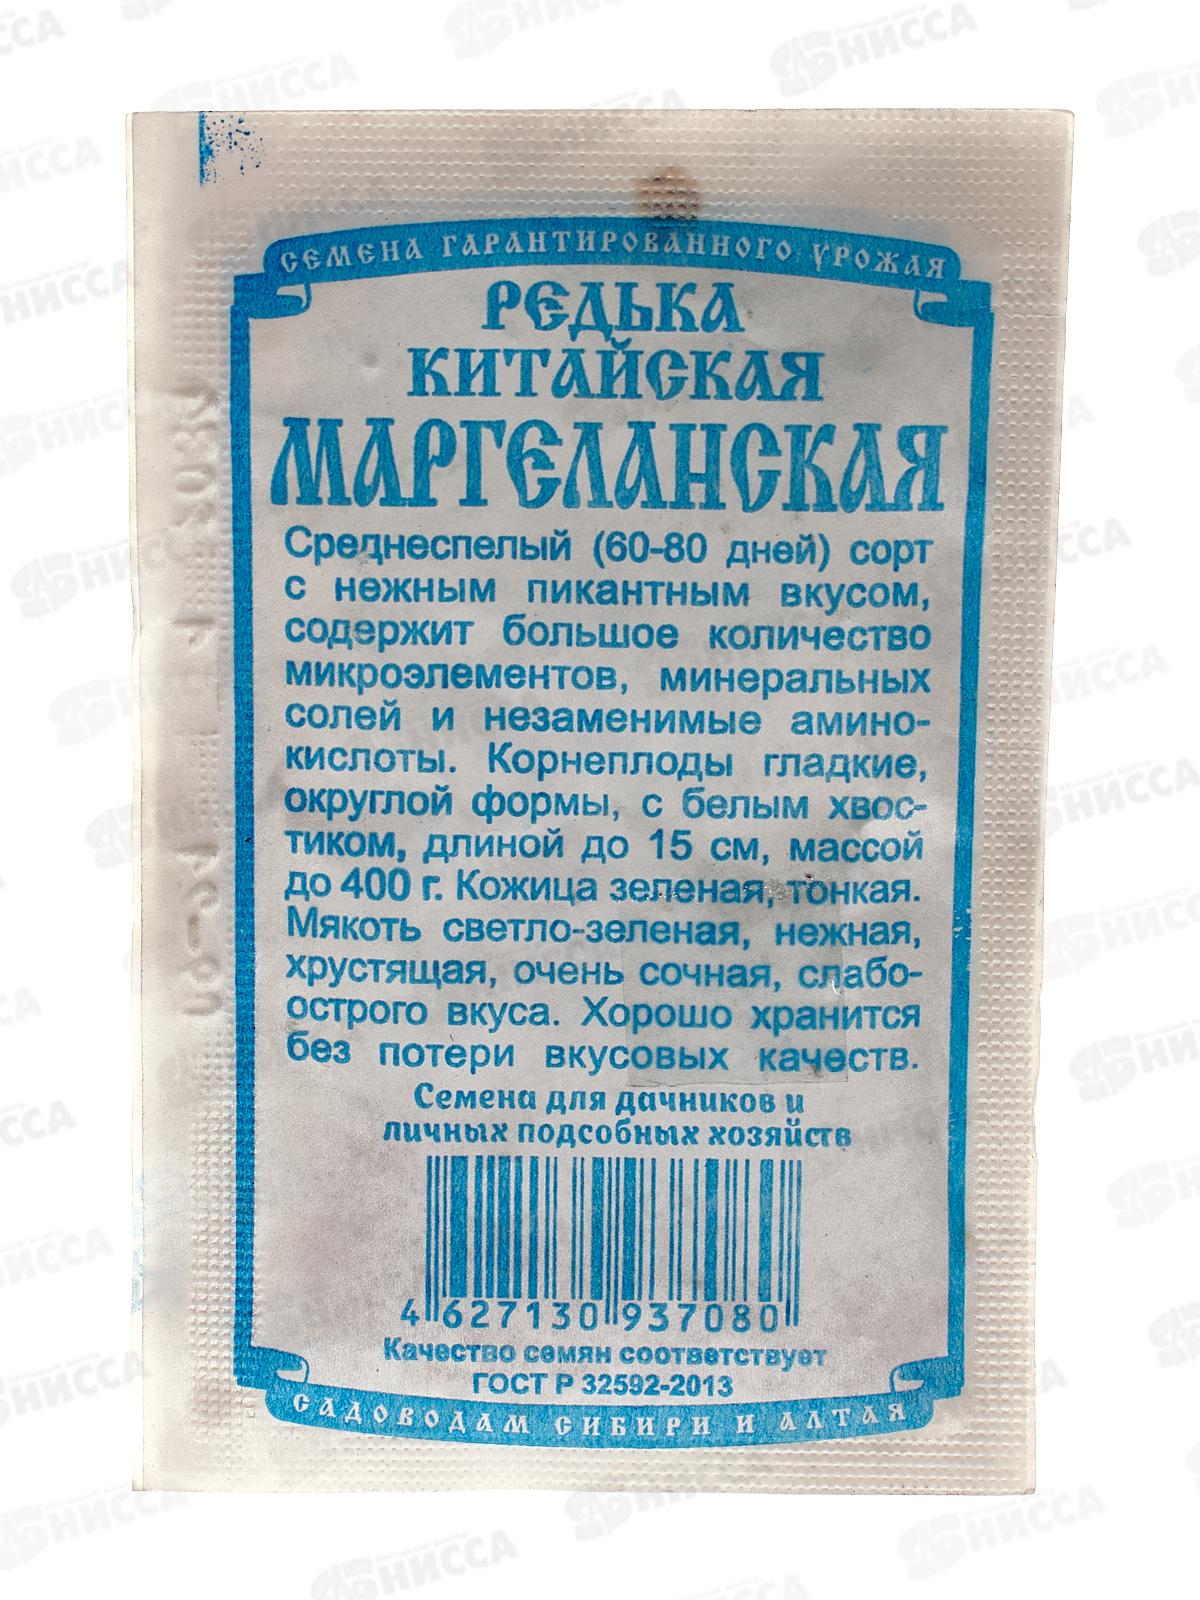 СЕМЕНА ГАРАНТИРОВАННОГО УРОЖАЯ
РЕДЬКА
КИТАЙСКАЯ
МАРГЕЛАНСКАЯ
Среднеспелый (60-80 дней) сорт
с нежным пикантным вкусом,
содержит большое количество
микроэлементов, минеральных
солей и незаменимые амино-
кислоты. Корнеплоды гладкие,
округлой формы, с белым хвос-
тиком, длиной до 15 см, массой
до 400 г. Кожица зеленая, тонкая.
Мякоть светло-зеленая, нежная,
хрустящая, очень сочная, слабо-
острого вкуса. Хорошо хранится
без потери вкусовых качеств.
Семена для дачников и
личных подсобных хозяйств
4 627130 937080
Качество семян соответствует
ГОСТ Р 32592-2013
САДОВОДАМ СИБИРИ И АЛТАЯ
НИССА